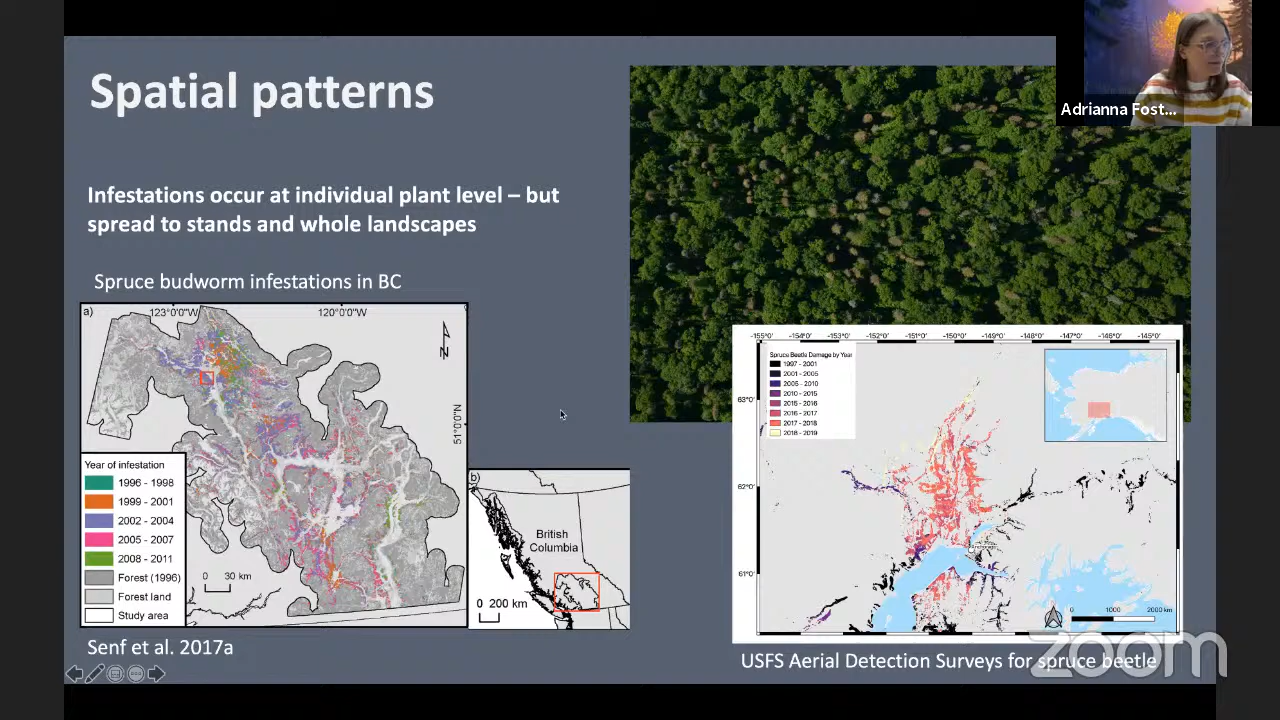 Spatial patterns
Adrianna Fost...
Infestations occur at individual plant level – but
spread to stands and whole landscapes
Spruce budworm infestations in BC
a)
123°0'0"W
120°0'0"W
N
51°0'0"N
Year of infestation
1996 - 1998
1999 - 2001
2002 - 2004
2005 - 2007
2008 - 2011
Forest (1996)
Forest land
Study area
0 30 km
b)
British
Columbia
0 200 km
Senf et al. 2017a
-155°0' -154°0' -153°0' -152°0' -151°0' -150°0' -149°0' -148°0' -147°0' -146°0' -145°0'
Spruce Beetle Damage by Year
1997 - 2001
2001 - 2005
2005 - 2010
2010 - 2015
2015 - 2016
2016 - 2017
2017 - 2018
2018 - 2019
63°0'
62°0'
61°0'
0 1000 2000 km
USFS Aerial Detection Surveys for spruce beetle
zoom